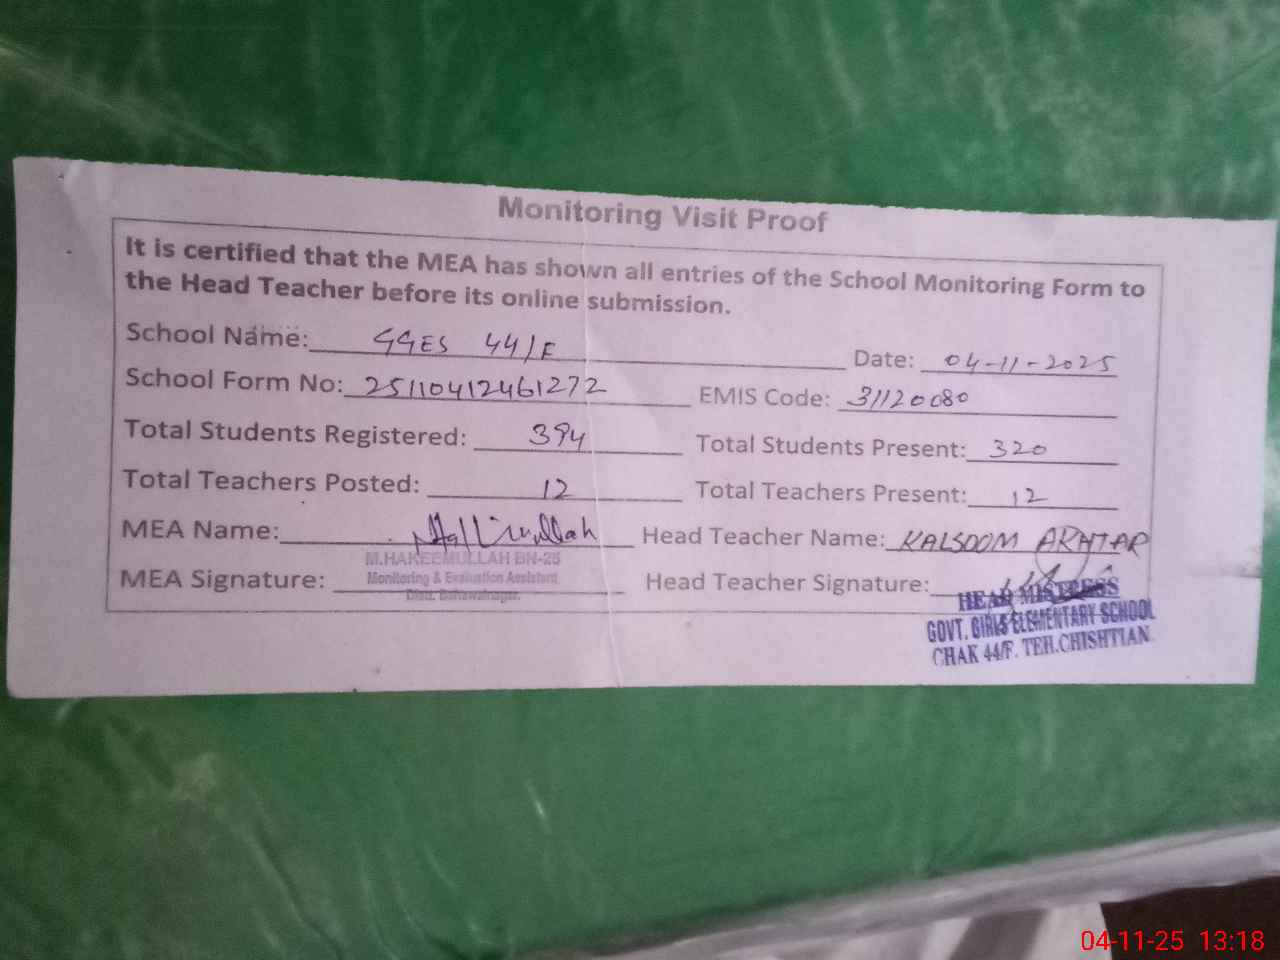 Monitoring Visit Proof
It is certified that the MEA has shown all entries of the School Monitoring Form to
the Head Teacher before its online submission.
School Name: GGES 44/F Date: 04-11-2025
School Form No: 25110412461272 EMIS Code: 31120080
Total Students Registered: 394 Total Students Present: 320
Total Teachers Posted: 12 Total Teachers Present: 12
MEA Name: Head Teacher Name: KALSOOM AKHTAR
M.HAKEEMULLAH BN-25
MEA Signature: Monitoring & Evaluation Assistant Head Teacher Signature:
Distt. Bahawalnagar.
HEAD MISTRESS
GOVT. GIRLS ELEMENTARY SCHOOL
CHAK 44/F. TEH.CHISHTIAN
04-11-25 13:18